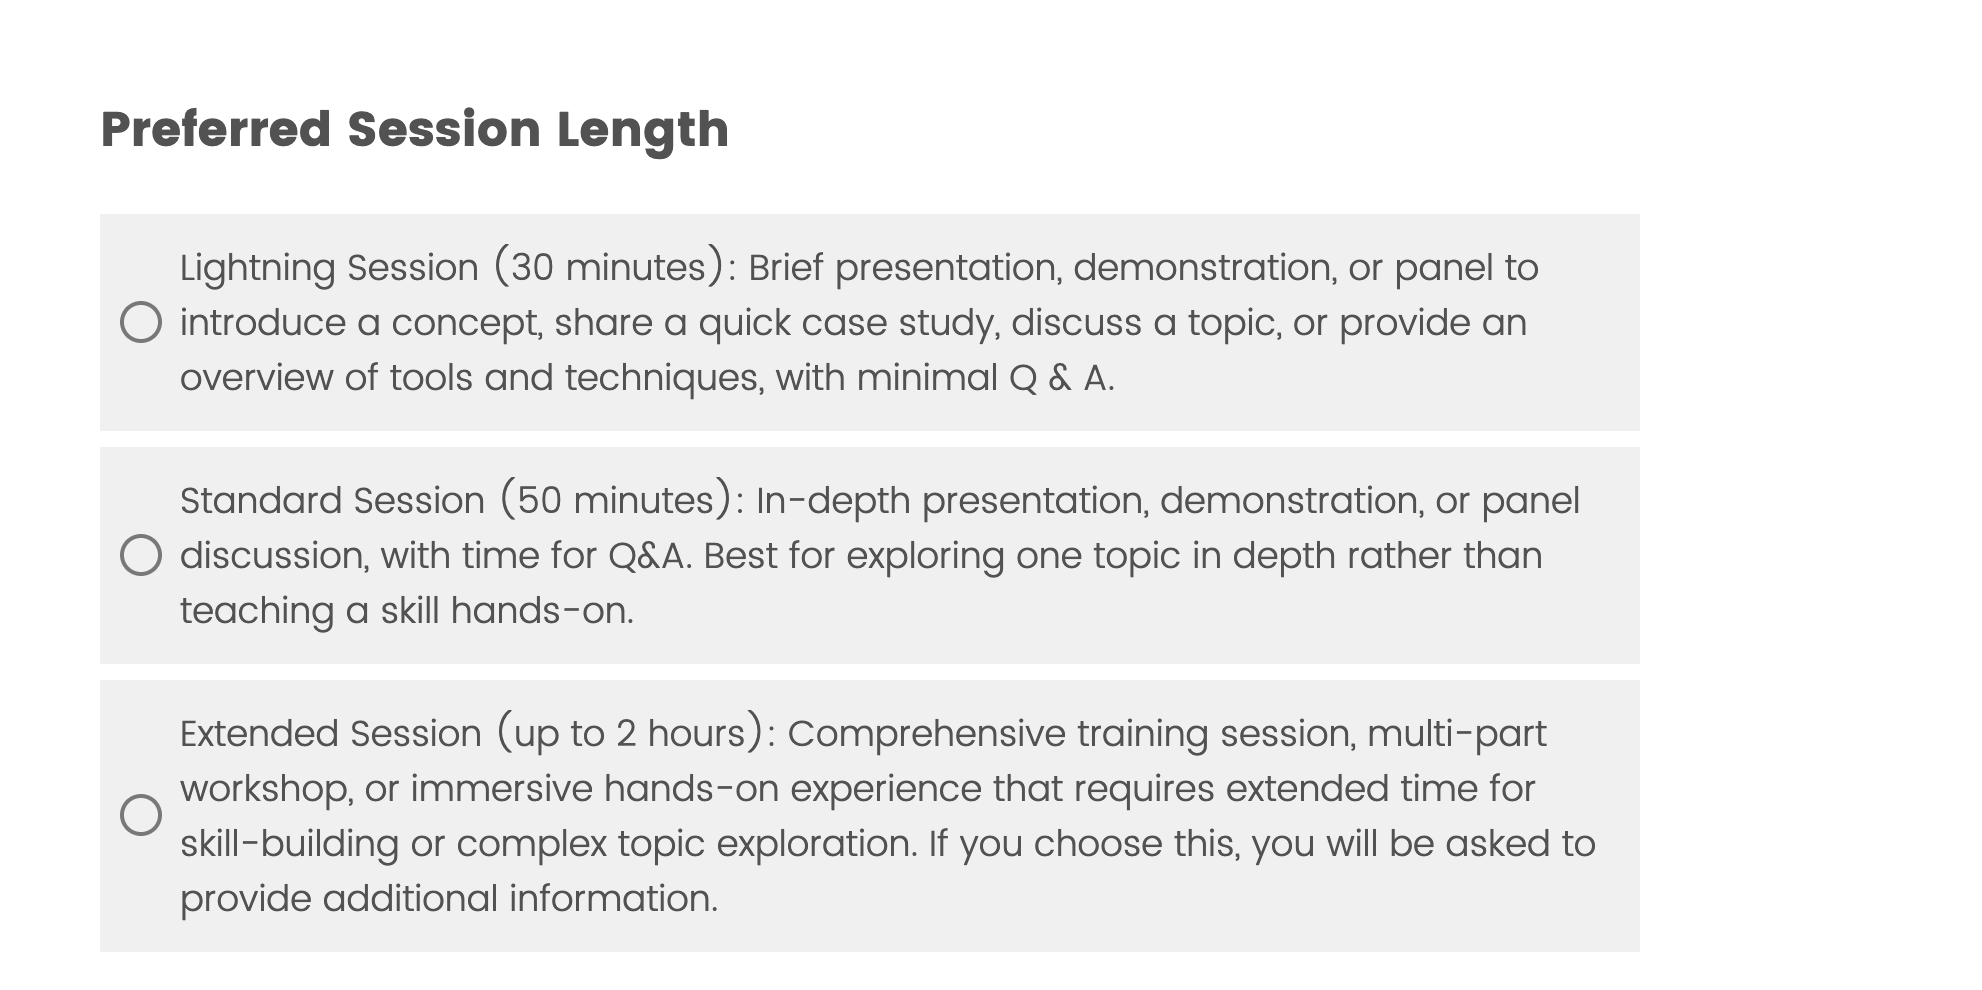 Preferred Session Length
Lightning Session (30 minutes): Brief presentation, demonstration, or panel to
introduce a concept, share a quick case study, discuss a topic, or provide an
overview of tools and techniques, with minimal Q & A.
Standard Session (50 minutes): In-depth presentation, demonstration, or panel
discussion, with time for Q&A. Best for exploring one topic in depth rather than
teaching a skill hands-on.
Extended Session (up to 2 hours): Comprehensive training session, multi-part
workshop, or immersive hands-on experience that requires extended time for
skill-building or complex topic exploration. If you choose this, you will be asked to
provide additional information.